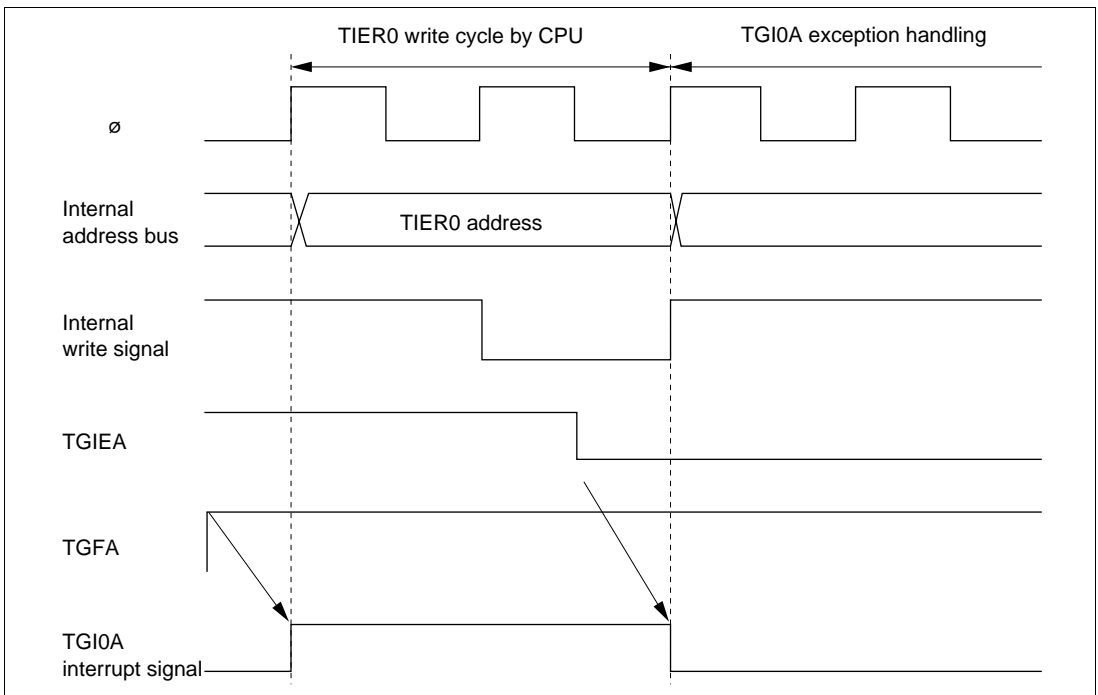 TIER0 write cycle by CPU
TGI0A exception handling
ø
Internal
address bus
TIER0 address
Internal
write signal
TGIEA
TGFA
TGI0A
interrupt signal